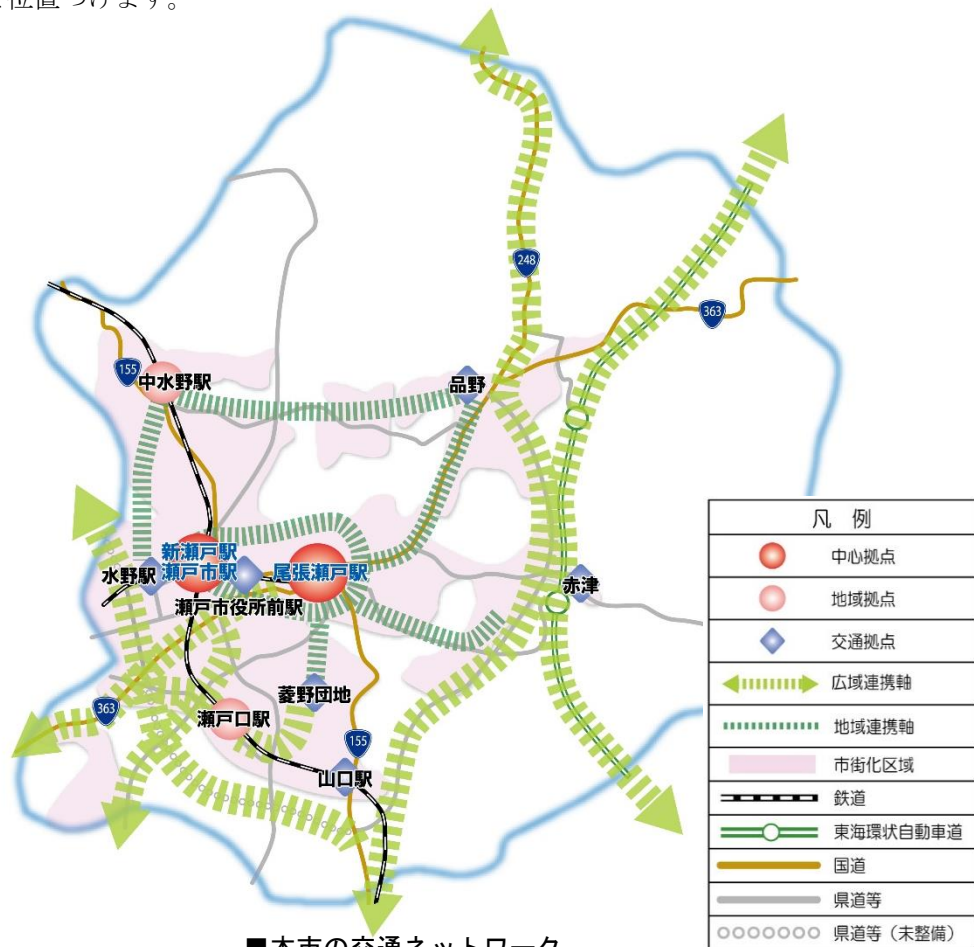 位置づけます。
248
363
155
中水野駅
品野
新瀬戸駅
瀬戸市駅
尾張瀬戸駅
水野駅
瀬戸市役所前駅
赤津
菱野団地
363
瀬戸口駅
155
山口駅
凡 例
中心拠点
地域拠点
交通拠点
広域連携軸
地域連携軸
市街化区域
鉄道
東海環状自動車道
国道
県道等
県道等（未整備）
■本市の交通ネットワーク